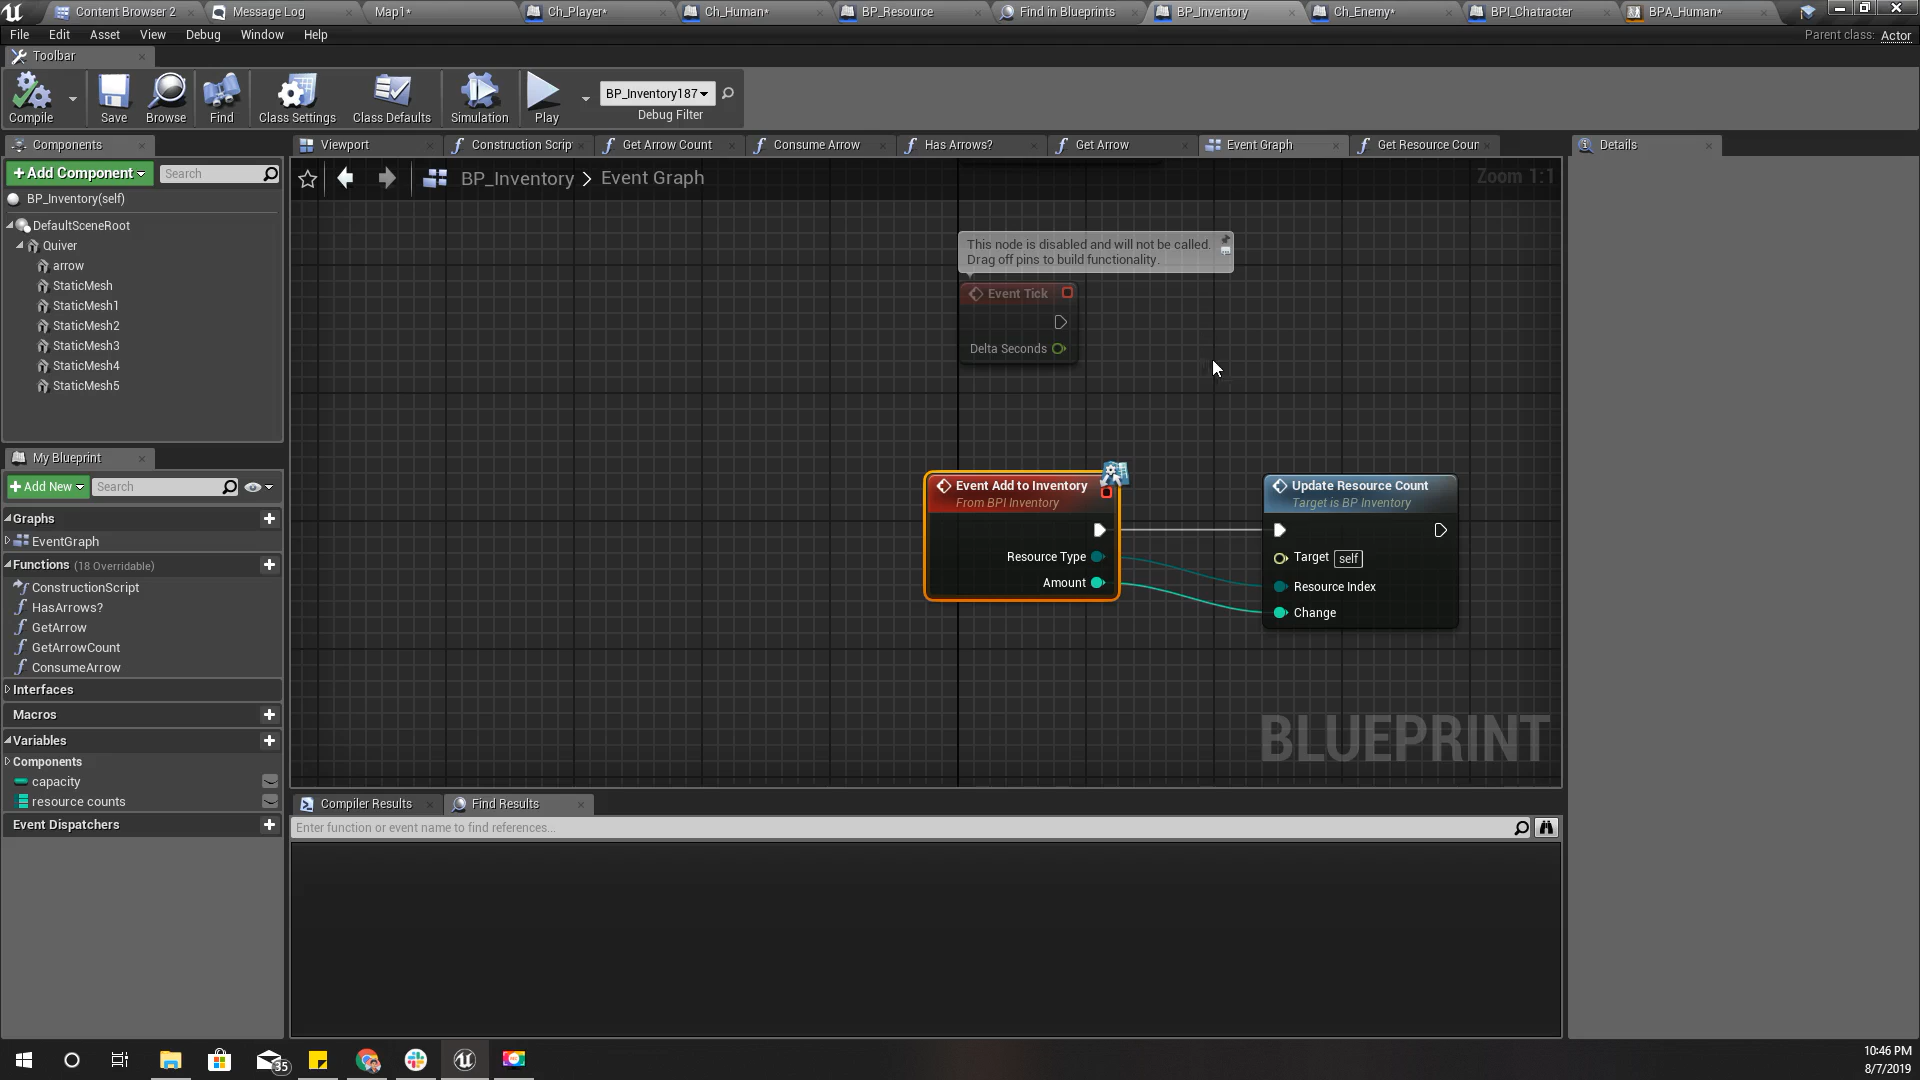 Content Browser 2
Message Log
Map1*
Ch_Player*
Ch_Human*
BP_Resource
Find in Blueprints
BP_Inventory
Ch_Enemy*
BPI_Chatracter
BPA_Human*
File Edit Asset View Debug Window Help
Parent class: Actor
Toolbar
Compile
Save
Browse
Find
Class Settings
Class Defaults
Simulation
Play
BP_Inventory187
Debug Filter
Components
Viewport
Construction Scrip
Get Arrow Count
Consume Arrow
Has Arrows?
Get Arrow
Event Graph
Get Resource Coun
Details
+Add Component
Search
BP_Inventory > Event Graph
Zoom 1:1
BP_Inventory(self)
DefaultSceneRoot
Quiver
arrow
StaticMesh
StaticMesh1
StaticMesh2
StaticMesh3
StaticMesh4
StaticMesh5
This node is disabled and will not be called.
Drag off pins to build functionality.
Event Tick
Delta Seconds
Event Add to Inventory
From BPI Inventory
Resource Type
Amount
Update Resource Count
Target is BP Inventory
Target self
Resource Index
Change
BLUEPRINT
My Blueprint
+Add New
Search
Graphs
EventGraph
Functions (18 Overridable)
ConstructionScript
HasArrows?
GetArrow
GetArrowCount
ConsumeArrow
Interfaces
Macros
Variables
Components
capacity
resource counts
Event Dispatchers
Compiler Results
Find Results
Enter function or event name to find references...
35
10:46 PM
8/7/2019